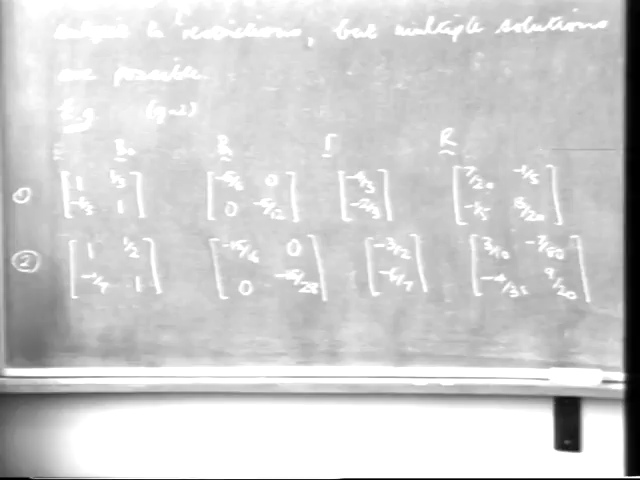 to restrictions, but multiple solutions
are possible.
E.g. (g=2)
B₀ B Γ R
① [1 1/3; -1/3 1] [-5/6 0; 0 -5/12] [-4/3; -2/3] [7/20 -1/5; -1/5 8/20]
② [1 1/2; -1/7 1] [-15/16 0; 0 -15/28] [-3/2; -6/7] [3/10 -7/80; -4/35 9/20]